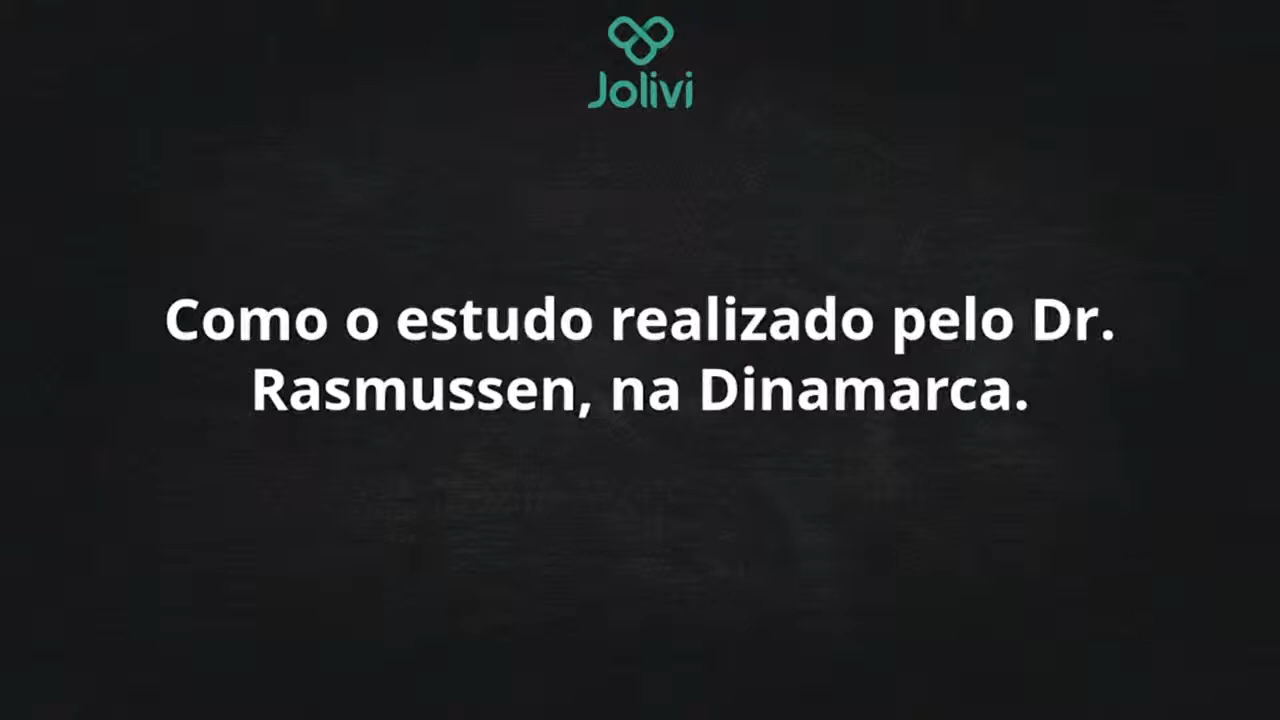 Jolivi
Como o estudo realizado pelo Dr.
Rasmussen, na Dinamarca.